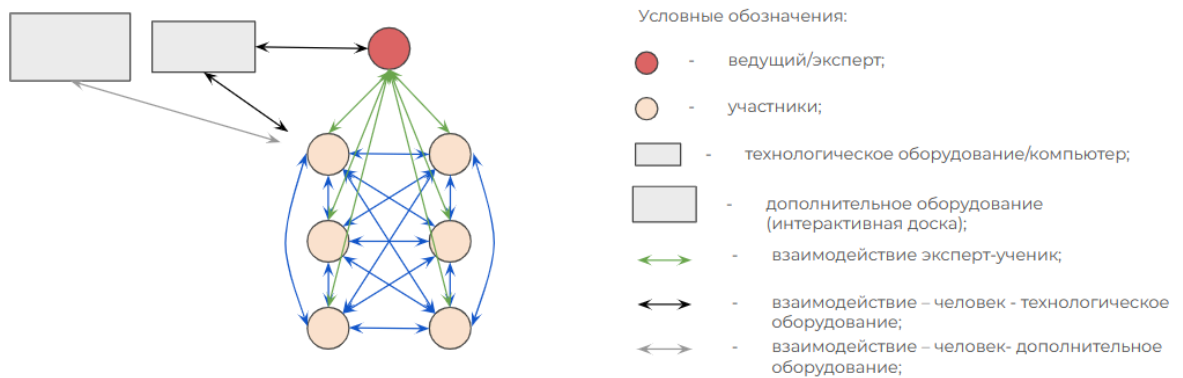 Условные обозначения:
- ведущий/эксперт;
- участники;
- технологическое оборудование/компьютер;
- дополнительное оборудование
(интерактивная доска);
- взаимодействие эксперт-ученик;
- взаимодействие – человек - технологическое
оборудование;
- взаимодействие – человек- дополнительное
оборудование;